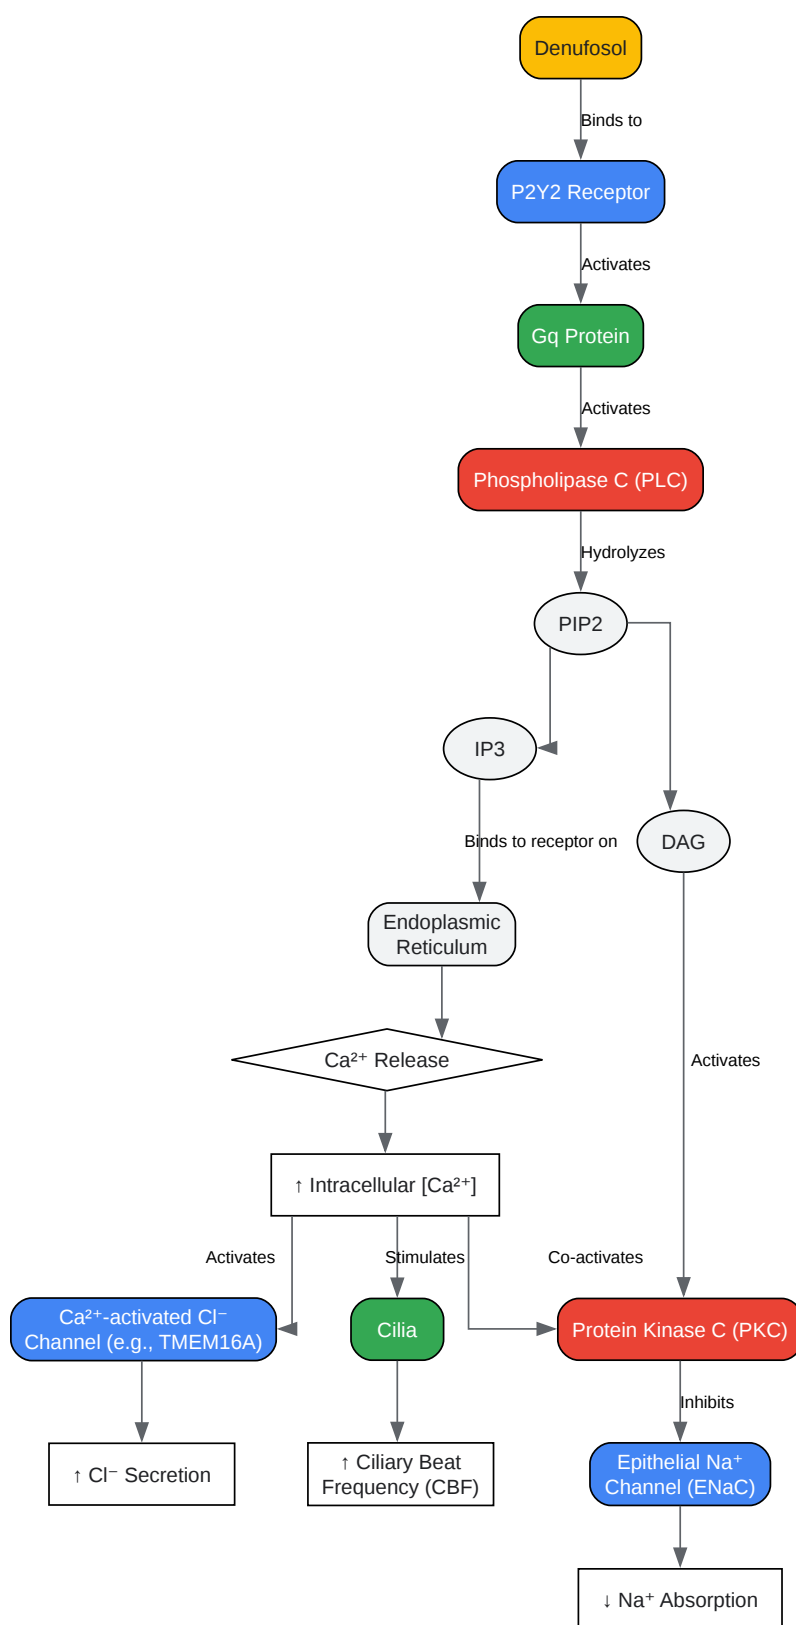 Denufosol
Binds to
P2Y2 Receptor
Activates
Gq Protein
Activates
Phospholipase C (PLC)
Hydrolyzes
PIP2
IP3
Binds to receptor on
DAG
Endoplasmic
Reticulum
Ca²⁺ Release
Activates
↑ Intracellular [Ca²⁺]
Activates
Stimulates
Co-activates
Ca²⁺-activated Cl⁻
Channel (e.g., TMEM16A)
Cilia
Protein Kinase C (PKC)
Inhibits
↑ Cl⁻ Secretion
↑ Ciliary Beat
Frequency (CBF)
Epithelial Na⁺
Channel (ENaC)
↓ Na⁺ Absorption